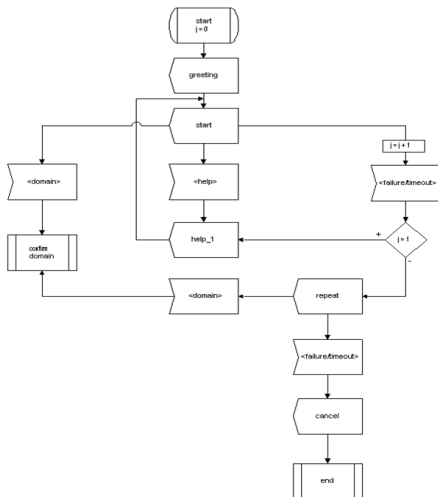 start
j = 0
greeting
start
j = j + 1
<domain>
<help>
<failure/timeout>
confirm
domain
help_1
+
j = 1
-
<domain>
repeat
<failure/timeout>
cancel
end